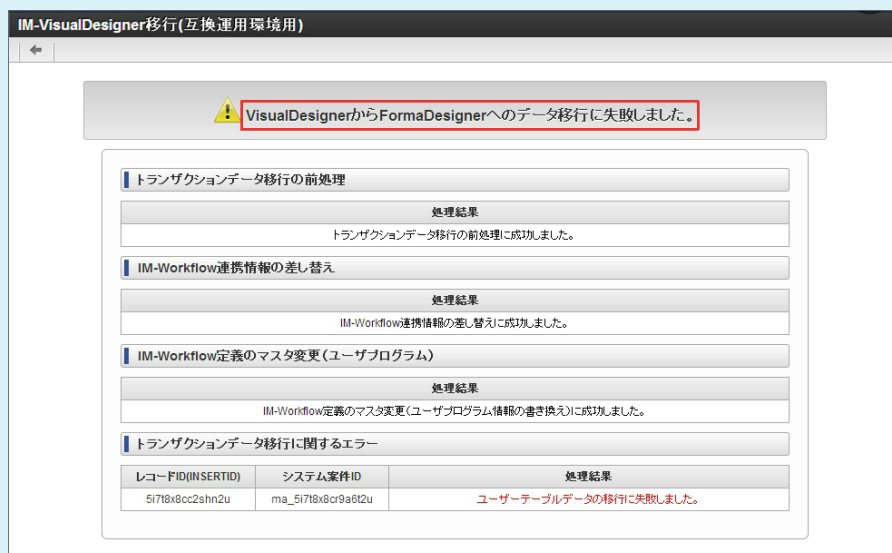 IM-VisualDesigner移行(互換運用環境用)
VisualDesignerからFormaDesignerへのデータ移行に失敗しました。
トランザクションデータ移行の前処理
処理結果
トランザクションデータ移行の前処理に成功しました。
IM-Workflow連携情報の差し替え
処理結果
IM-Workflow連携情報の差し替えに成功しました。
IM-Workflow定義のマスタ変更(ユーザプログラム)
処理結果
IM-Workflow定義のマスタ変更(ユーザプログラム情報の書き換え)に成功しました。
トランザクションデータ移行に関するエラー
レコードID(INSERTID) システム案件ID 処理結果
5i7t8x8cc2shn2u ma_5i7t8x8cr9a6t2u ユーザーテーブルデータの移行に失敗しました。